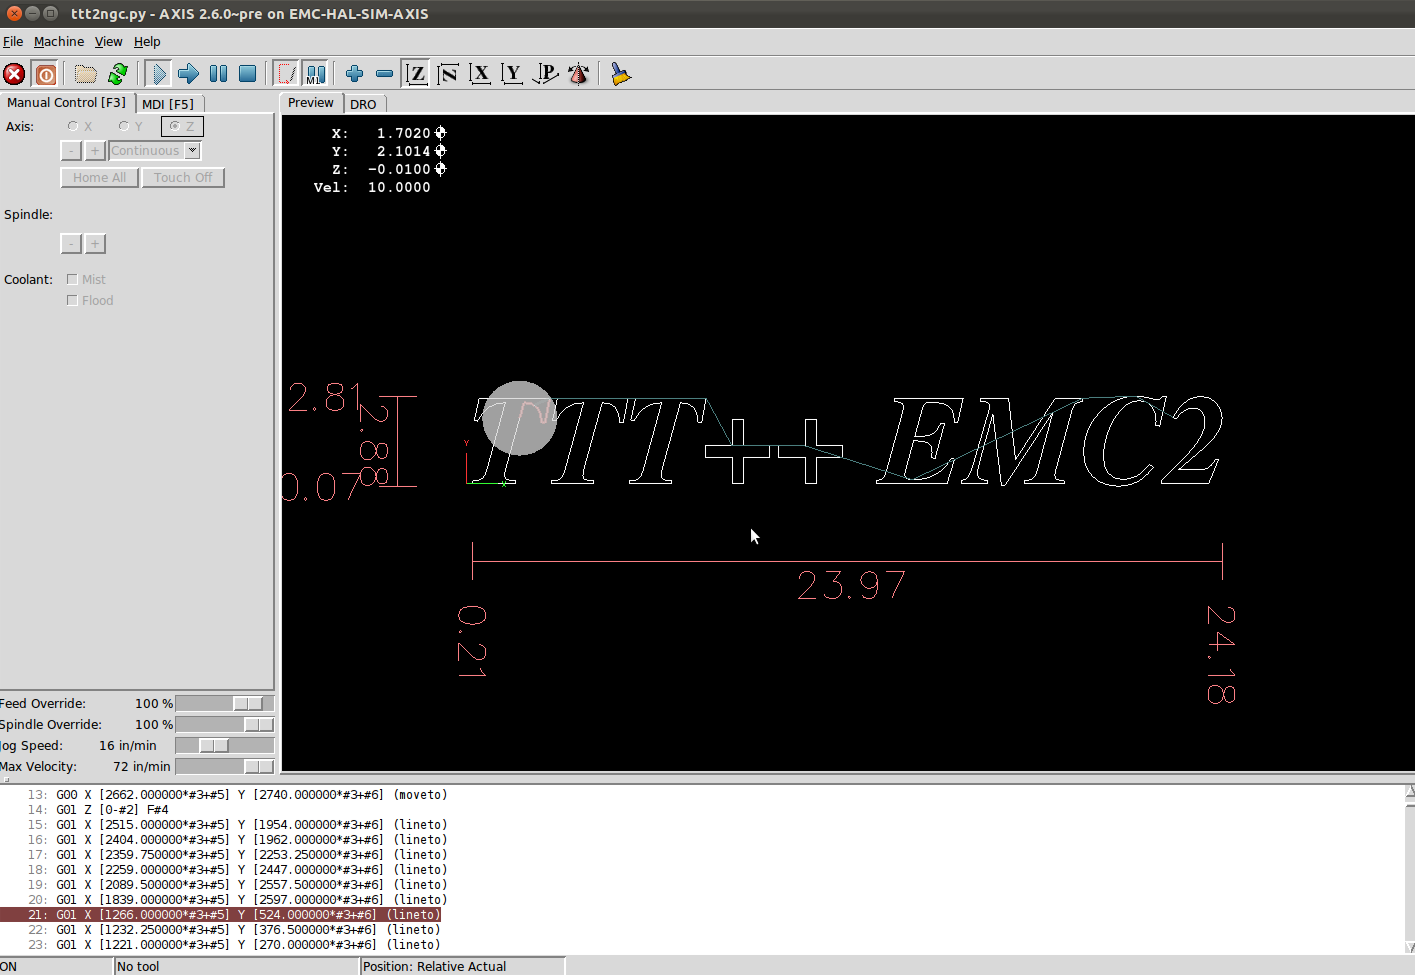 ttt2ngc.py - AXIS 2.6.0~pre on EMC-HAL-SIM-AXIS
File Machine View Help
M1 Z N X Y P
Manual Control [F3] MDI [F5] Preview DRO
Axis: X Y Z
- + Continuous
Home All Touch Off
Spindle:
- +
Coolant: Mist
Flood
X: 1.7020
Y: 2.1014
Z: -0.0100
Vel: 10.0000
2.81
2.88
0.07
Y
X
TTT++ EMC2
23.97
0.21
24.18
Feed Override: 100 %
Spindle Override: 100 %
Jog Speed: 16 in/min
Max Velocity: 72 in/min
13: G00 X [2662.000000*#3+#5] Y [2740.000000*#3+#6] (moveto)
14: G01 Z [0-#2] F#4
15: G01 X [2515.000000*#3+#5] Y [1954.000000*#3+#6] (lineto)
16: G01 X [2404.000000*#3+#5] Y [1962.000000*#3+#6] (lineto)
17: G01 X [2359.750000*#3+#5] Y [2253.250000*#3+#6] (lineto)
18: G01 X [2259.000000*#3+#5] Y [2447.000000*#3+#6] (lineto)
19: G01 X [2089.500000*#3+#5] Y [2557.500000*#3+#6] (lineto)
20: G01 X [1839.000000*#3+#5] Y [2597.000000*#3+#6] (lineto)
21: G01 X [1266.000000*#3+#5] Y [524.000000*#3+#6] (lineto)
22: G01 X [1232.250000*#3+#5] Y [376.500000*#3+#6] (lineto)
23: G01 X [1221.000000*#3+#5] Y [270.000000*#3+#6] (lineto)
ON No tool Position: Relative Actual